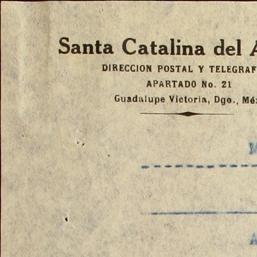 Santa Catalina del A
DIRECCION POSTAL Y TELEGRAF
APARTADO No. 21
Guadalupe Victoria, Dgo., Méx